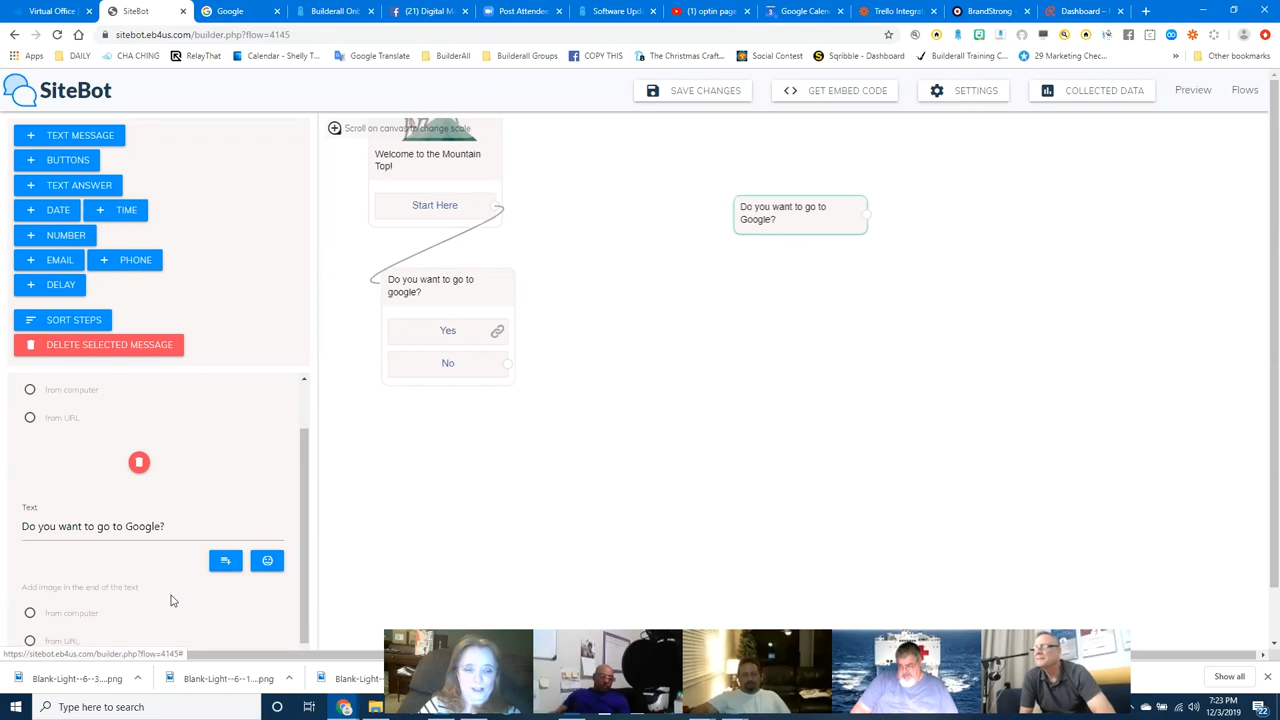 Virtual Office
SiteBot
Google
Builderall Onl
(21) Digital M
Post Attendee
Software Upd
optin page
Google Calen
Trello Integrat
BrandStrong
Dashboard –
sitebot.eb4us.com/builder.php?flow=4145
Apps
DAILY
CHA CHING
RelayThat
Calendar - Shelly T...
Google Translate
BuilderAll
Builderall Groups
COPY THIS
The Christmas Craft...
Social Contest
Sqribble - Dashboard
Builderall Training C...
29 Marketing Chec...
»
Other bookmarks
SiteBot
SAVE CHANGES
GET EMBED CODE
SETTINGS
COLLECTED DATA
Preview
Flows
+ TEXT MESSAGE
+ BUTTONS
+ TEXT ANSWER
+ DATE
+ TIME
+ NUMBER
+ EMAIL
+ PHONE
+ DELAY
SORT STEPS
DELETE SELECTED MESSAGE
from computer
from URL
Text
Do you want to go to Google?
Add image in the end of the text
from computer
from URL
Scroll on canvas to change scale
Welcome to the Mountain
Top!
Start Here
Do you want to go to
google?
Yes
No
Do you want to go to
Google?
https://sitebot.eb4us.com/builder.php?flow=4145#
Blank-Light--6--3....png
Blank-Light--6--1....png
Blank-Light--6
Show all
Type here to search
7:23 PM
12/3/2019
22